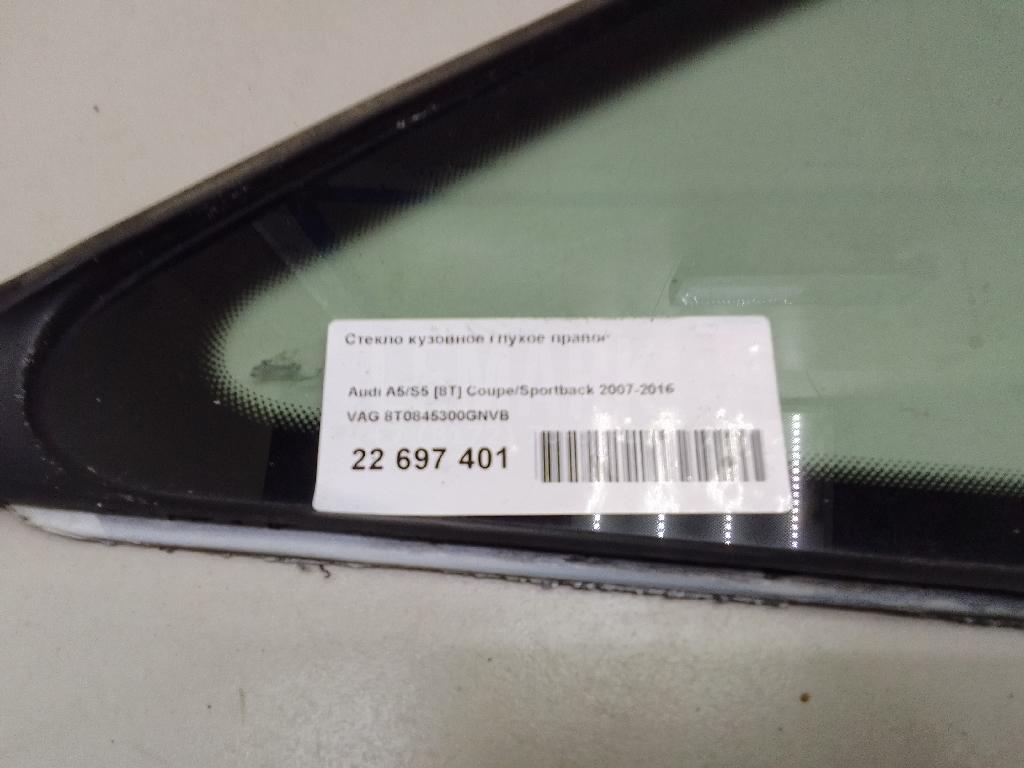 Стекло кузовное глухое правое
Audi A5/S5 [8T] Coupe/Sportback 2007-2016
VAG 8T0845300GNVB
22 697 401